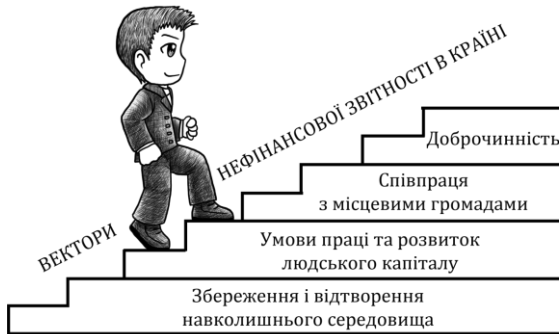 ВЕКТОРИ
НЕФІНАНСОВОЇ ЗВІТНОСТІ В КРАЇНІ
Доброчинність
Співпраця
з місцевими громадами
Умови праці та розвиток
людського капіталу
Збереження і відтворення
навколишнього середовища